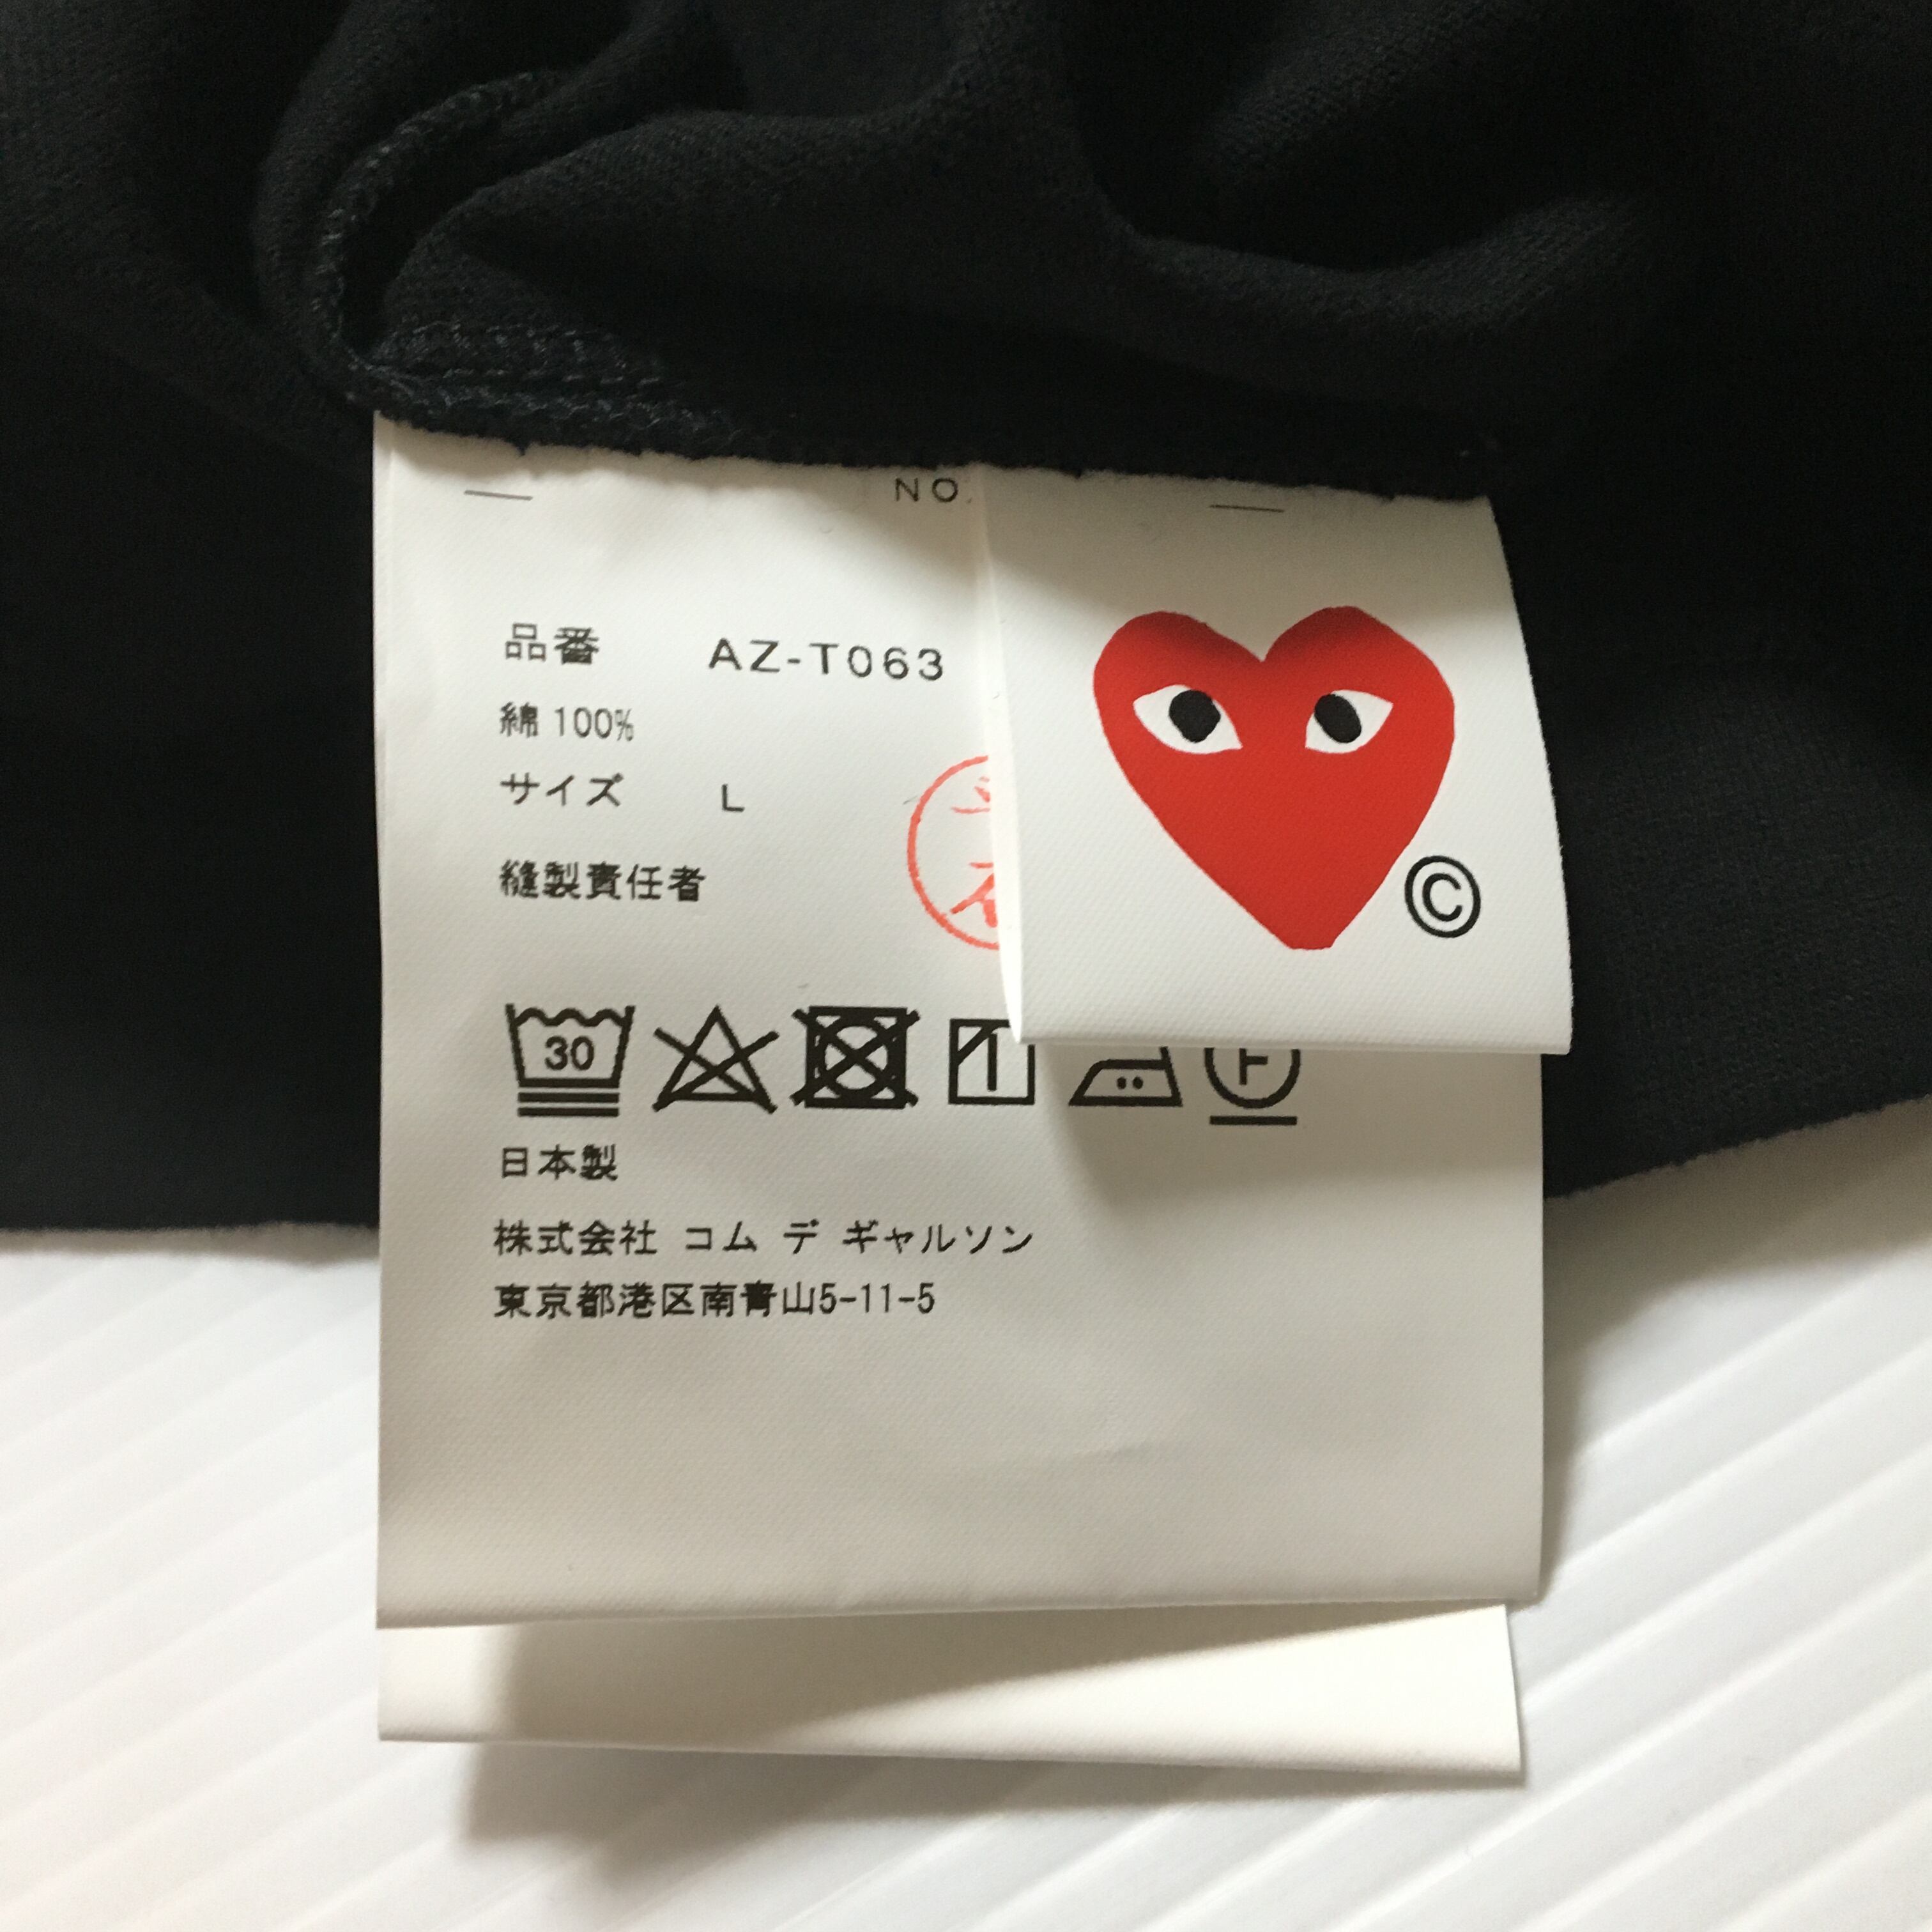 NO.
品番 AZ-T063
綿 100%
サイズ L
縫製責任者
©
30
F
日本製
株式会社 コム デ ギャルソン
東京都港区南青山5-11-5